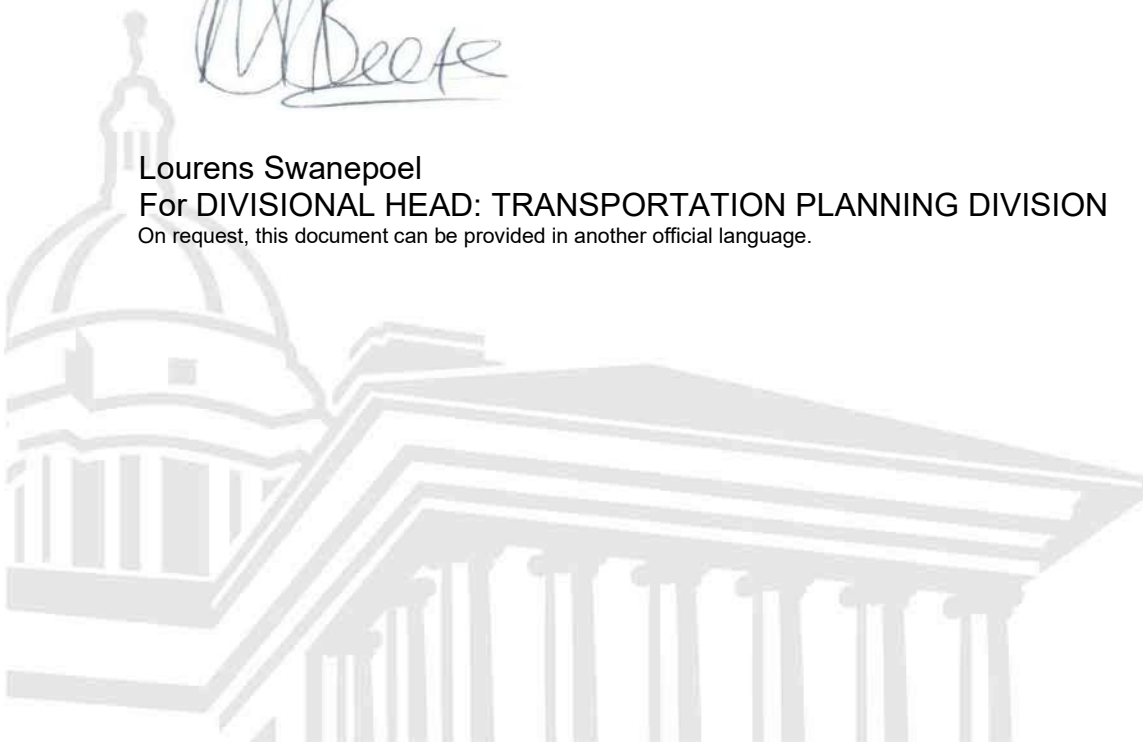 Lourens Swanepoel
For DIVISIONAL HEAD: TRANSPORTATION PLANNING DIVISION
On request, this document can be provided in another official language.